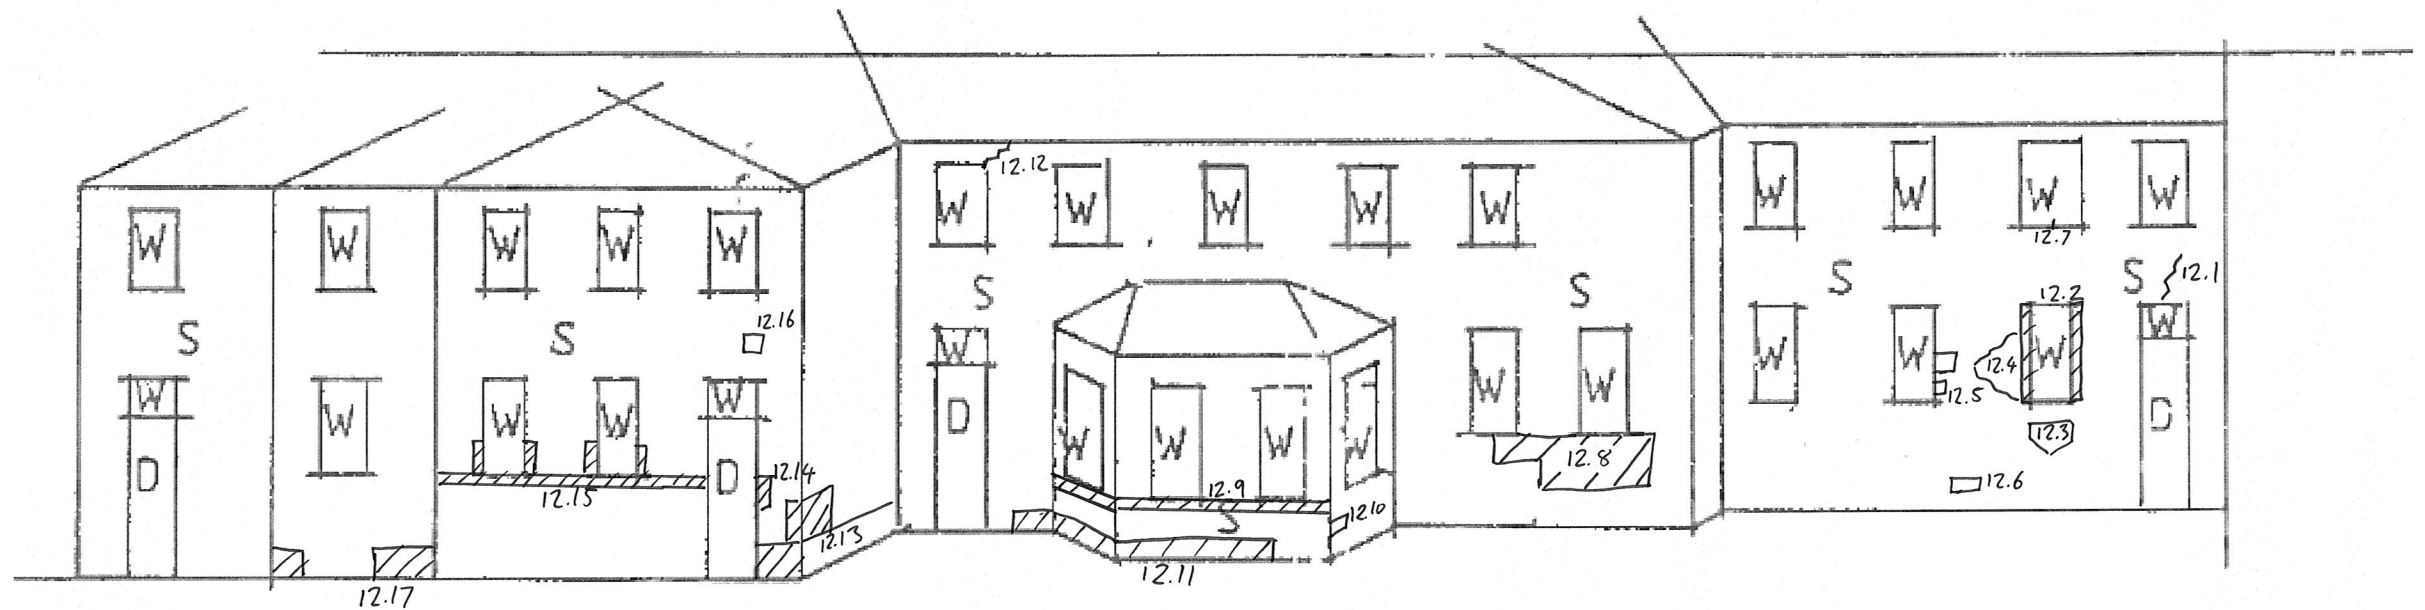 12.12
W W W W W
W W W W
12.7
W W W W W
S S S 12.1
12.2
12.16
S S
W W W
W W 12.4 W
12.5
W W W W W
D
W W W W
12.3 D
12.8
D D 12.14
12.15
12.9
12.6
S 12.10
12.13
12.11
12.17